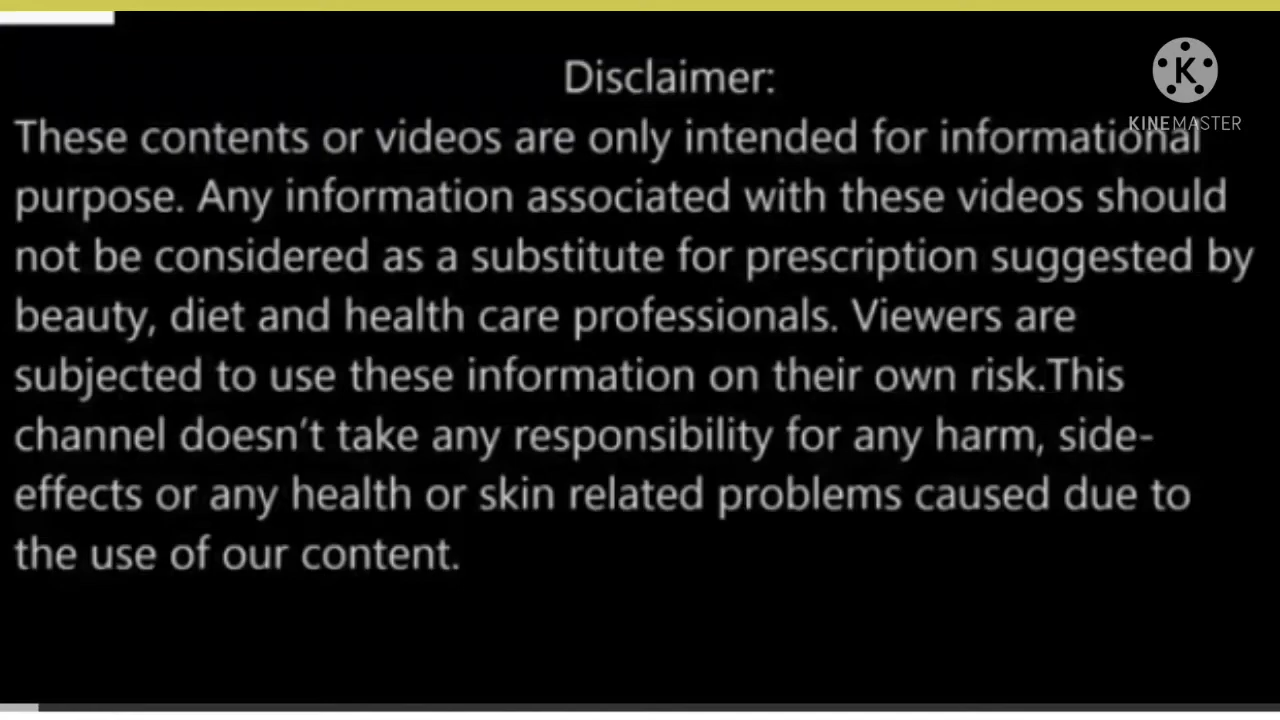 Disclaimer:
KINEMASTER
These contents or videos are only intended for informational
purpose. Any information associated with these videos should
not be considered as a substitute for prescription suggested by
beauty, diet and health care professionals. Viewers are
subjected to use these information on their own risk.This
channel doesn't take any responsibility for any harm, side-
effects or any health or skin related problems caused due to
the use of our content.